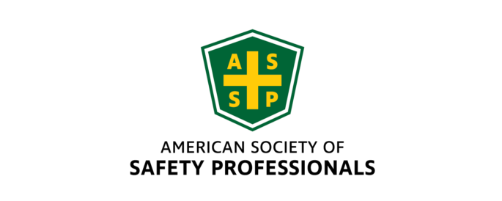 A S
S P
AMERICAN SOCIETY OF
SAFETY PROFESSIONALS